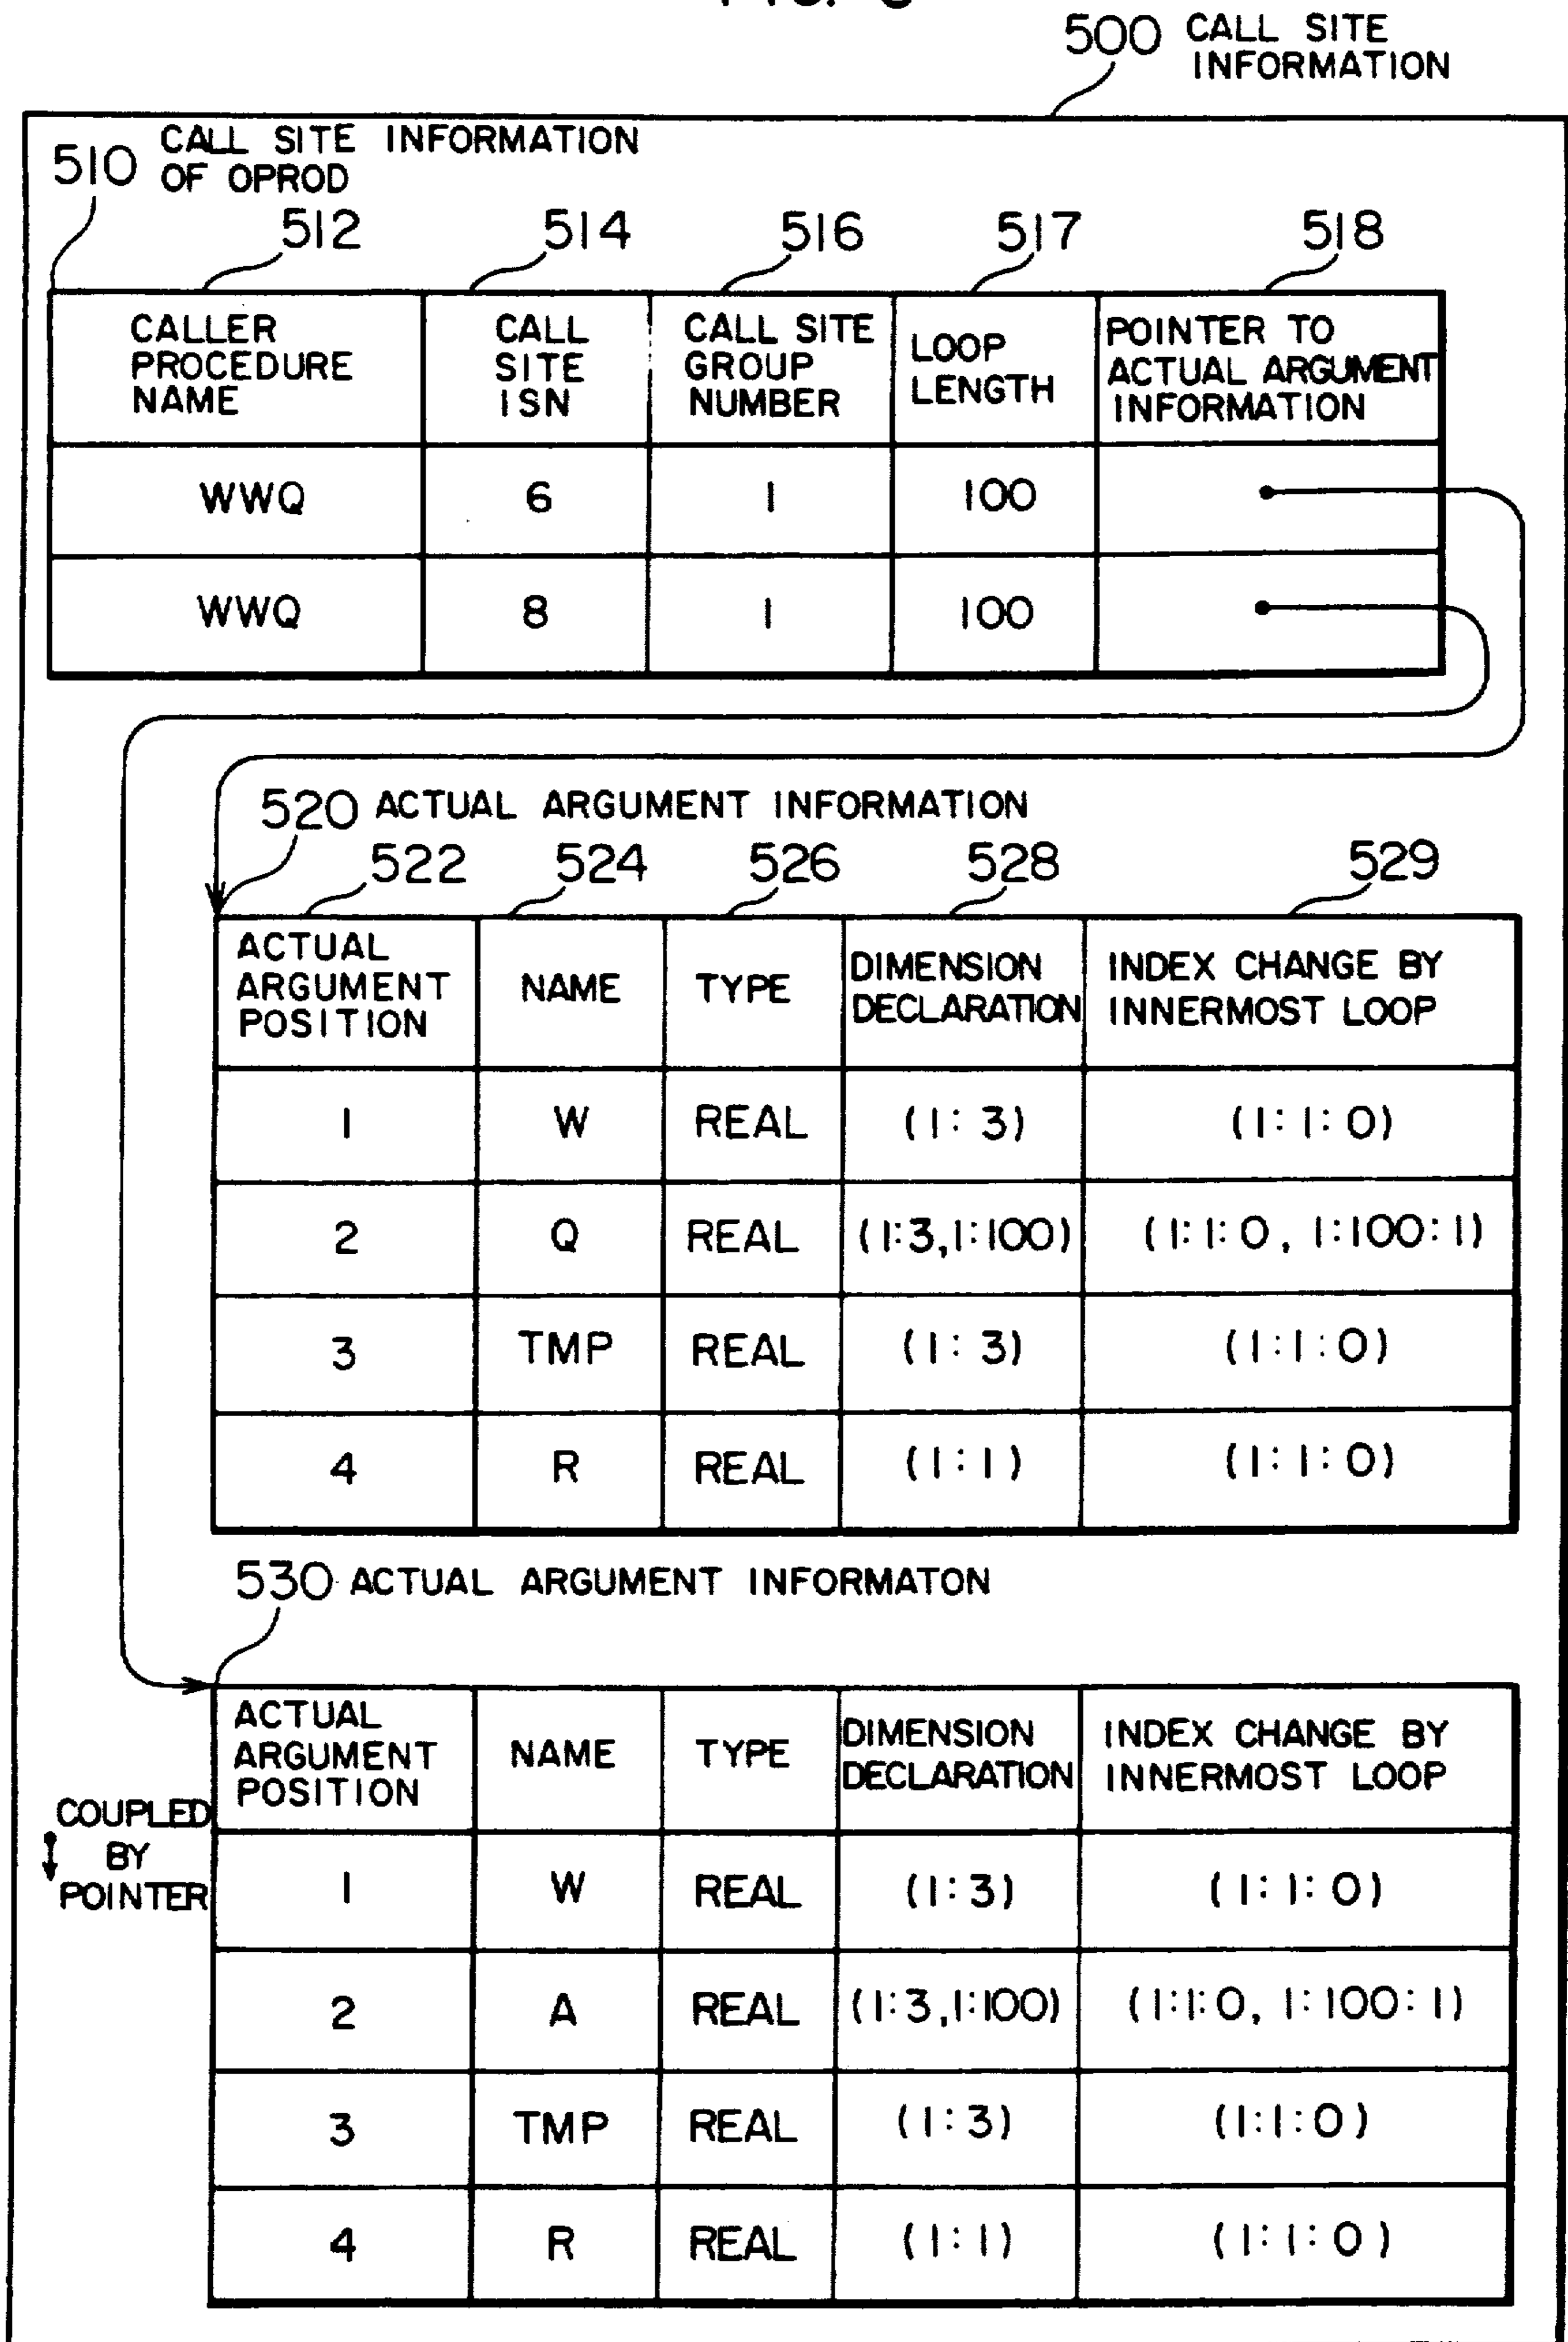 500 CALL SITE
INFORMATION
510 CALL SITE INFORMATION
OF OPROD
512 514 516 517 518
CALLER
PROCEDURE
NAME
CALL
SITE
ISN
CALL SITE
GROUP
NUMBER
LOOP
LENGTH
POINTER TO
ACTUAL ARGUMENT
INFORMATION
WWQ 6 1 100
WWQ 8 1 100
520 ACTUAL ARGUMENT INFORMATION
522 524 526 528 529
ACTUAL
ARGUMENT
POSITION
NAME
TYPE
DIMENSION
DECLARATION
INDEX CHANGE BY
INNERMOST LOOP
1 W REAL (1:3) (1:1:0)
2 Q REAL (1:3,1:100) (1:1:0, 1:100:1)
3 TMP REAL (1:3) (1:1:0)
4 R REAL (1:1) (1:1:0)
530 ACTUAL ARGUMENT INFORMATON
ACTUAL
ARGUMENT
POSITION
NAME
TYPE
DIMENSION
DECLARATION
INDEX CHANGE BY
INNERMOST LOOP
COUPLED
BY
POINTER
1 W REAL (1:3) (1:1:0)
2 A REAL (1:3,1:100) (1:1:0, 1:100:1)
3 TMP REAL (1:3) (1:1:0)
4 R REAL (1:1) (1:1:0)